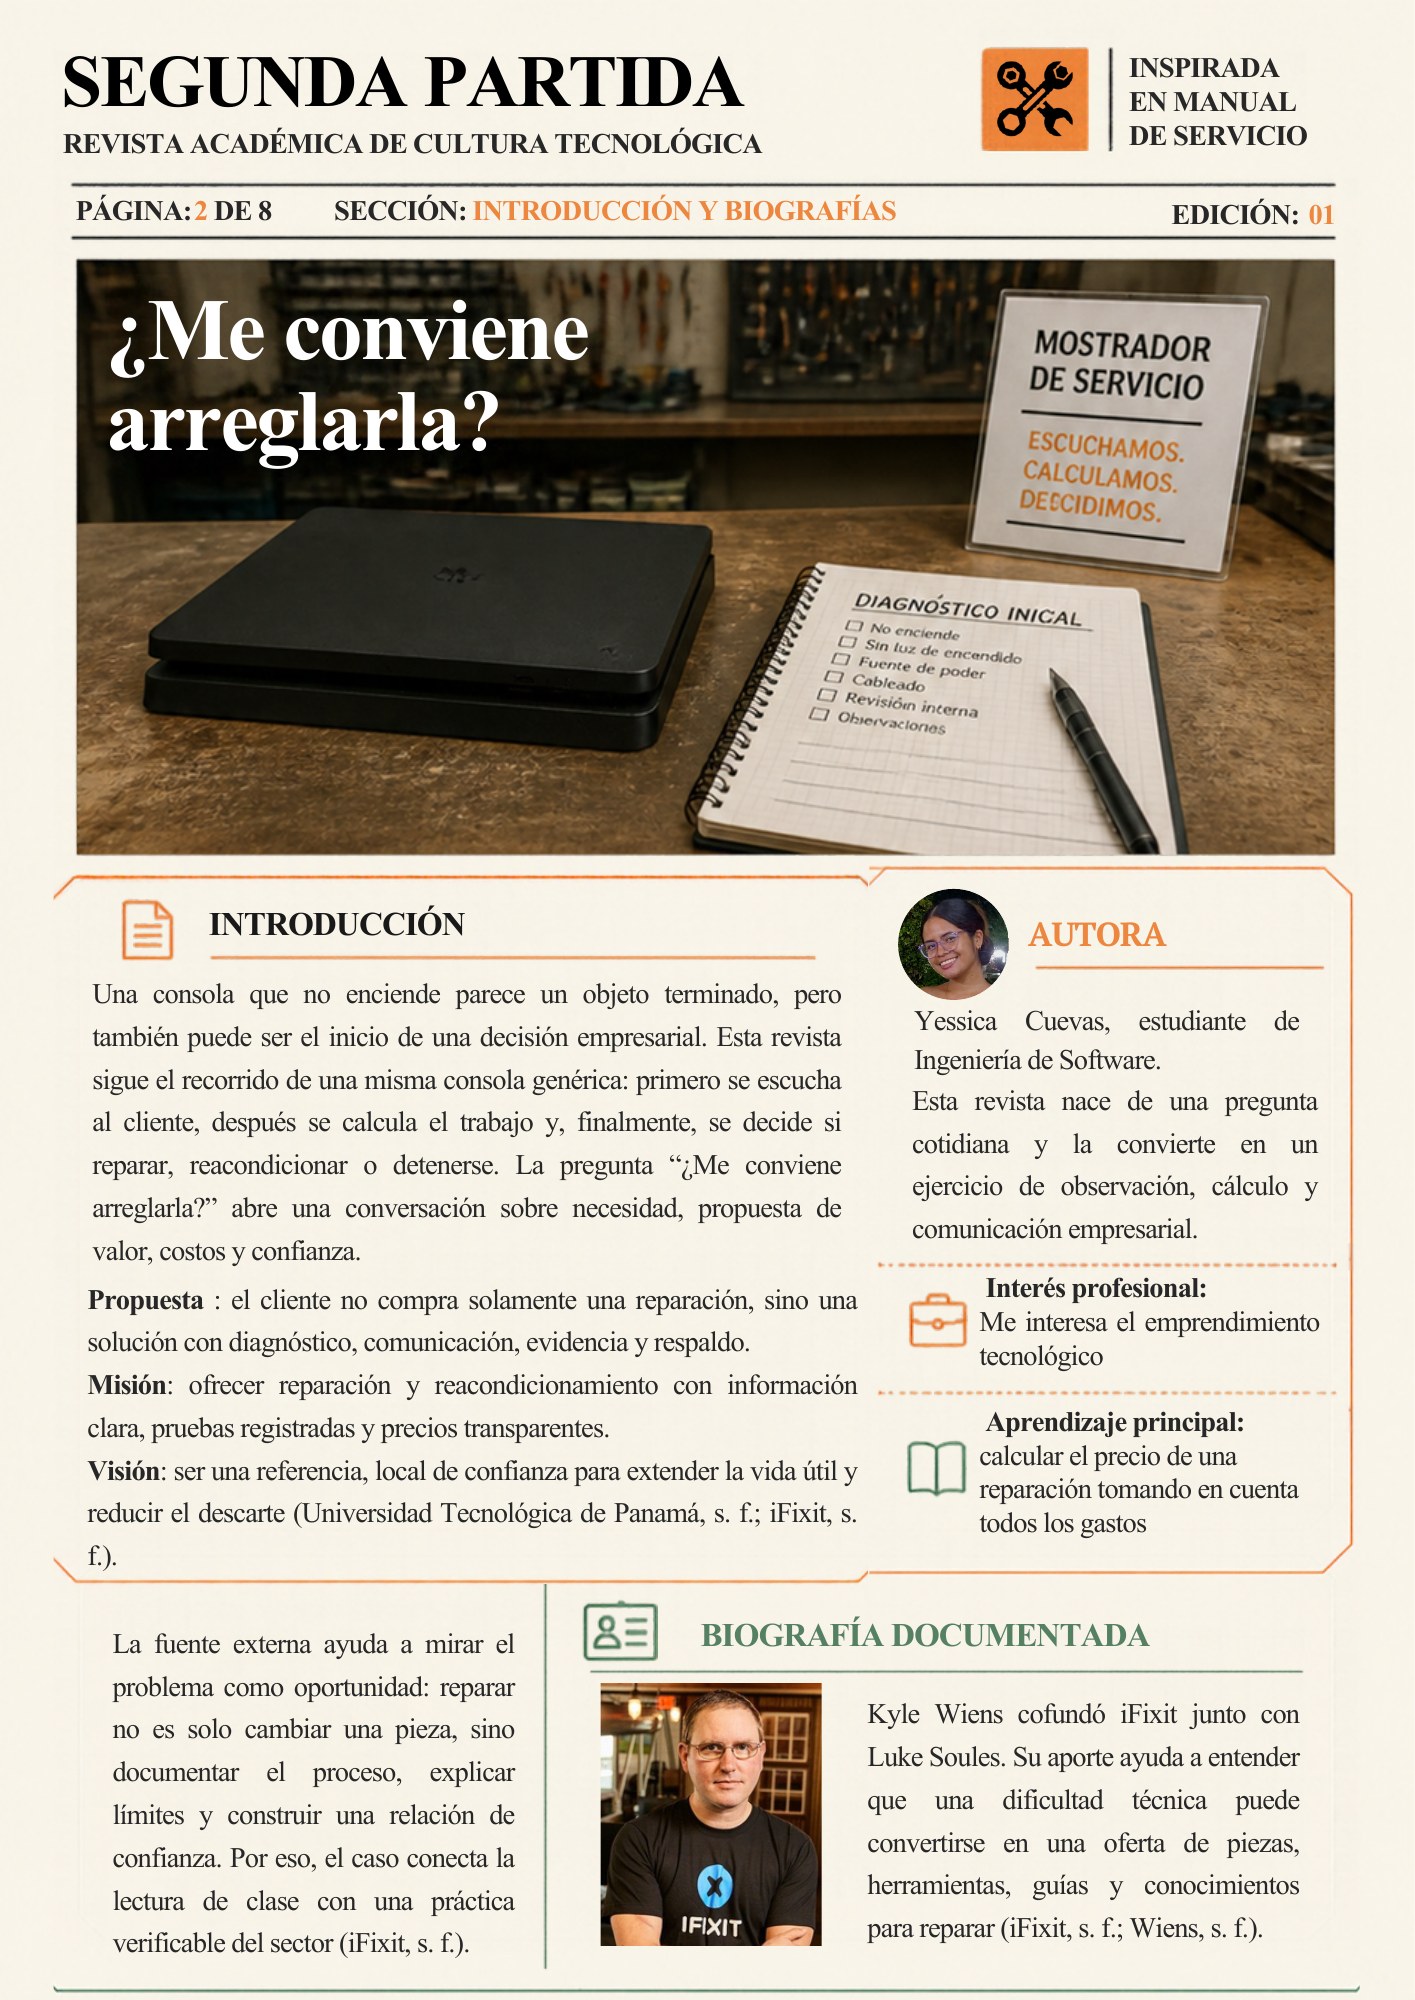 SEGUNDA PARTIDA
REVISTA ACADÉMICA DE CULTURA TECNOLÓGICA
INSPIRADA
EN MANUAL
DE SERVICIO
PÁGINA: 2 DE 8
SECCIÓN: INTRODUCCIÓN Y BIOGRAFÍAS
EDICIÓN: 01
¿Me conviene
arreglarla?
MOSTRADOR
DE SERVICIO
ESCUCHAMOS.
CALCULAMOS.
DECIDIMOS.
DIAGNÓSTICO INICAL
No enciende
Sin luz de encendido
Fuente de poder
Cableado
Revisión interna
Observaciones
INTRODUCCIÓN
Una consola que no enciende parece un objeto terminado, pero
también puede ser el inicio de una decisión empresarial. Esta revista
sigue el recorrido de una misma consola genérica: primero se escucha
al cliente, después se calcula el trabajo y, finalmente, se decide si
reparar, reacondicionar o detenerse. La pregunta “¿Me conviene
arreglarla?” abre una conversación sobre necesidad, propuesta de
valor, costos y confianza.
Propuesta : el cliente no compra solamente una reparación, sino una
solución con diagnóstico, comunicación, evidencia y respaldo.
Misión: ofrecer reparación y reacondicionamiento con información
clara, pruebas registradas y precios transparentes.
Visión: ser una referencia, local de confianza para extender la vida útil y
reducir el descarte (Universidad Tecnológica de Panamá, s. f.; iFixit, s.
f.).
AUTORA
Yessica Cuevas, estudiante de
Ingeniería de Software.
Esta revista nace de una pregunta
cotidiana y la convierte en un
ejercicio de observación, cálculo y
comunicación empresarial.
Interés profesional:
Me interesa el emprendimiento
tecnológico
Aprendizaje principal:
calcular el precio de una
reparación tomando en cuenta
todos los gastos
La fuente externa ayuda a mirar el
problema como oportunidad: reparar
no es solo cambiar una pieza, sino
documentar el proceso, explicar
límites y construir una relación de
confianza. Por eso, el caso conecta la
lectura de clase con una práctica
verificable del sector (iFixit, s. f.).
BIOGRAFÍA DOCUMENTADA
IFIXIT
Kyle Wiens cofundó iFixit junto con
Luke Soules. Su aporte ayuda a entender
que una dificultad técnica puede
convertirse en una oferta de piezas,
herramientas, guías y conocimientos
para reparar (iFixit, s. f.; Wiens, s. f.).